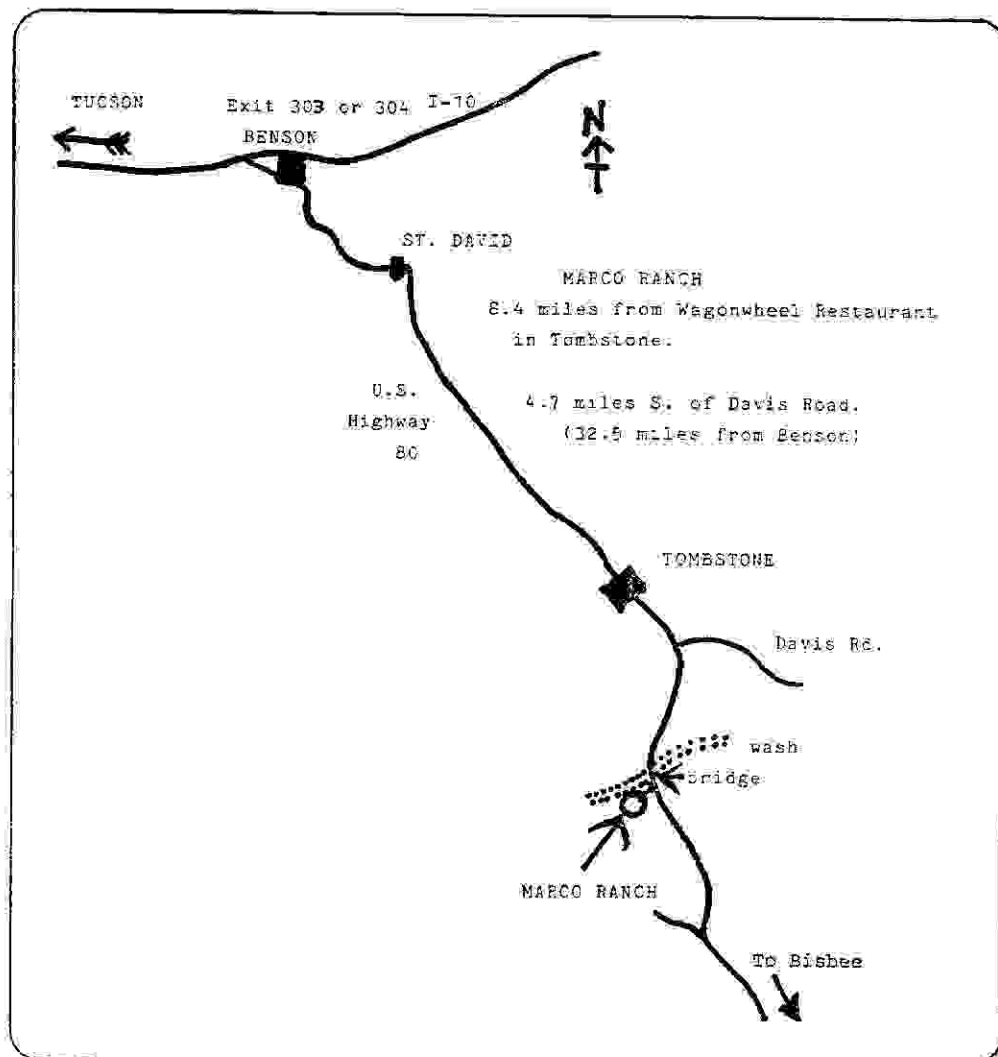 TUCSON
Exit 303 or 304 I-10
BENSON
N
ST. DAVID
MARCO RANCH
8.4 miles from Wagonwheel Restaurant
in Tombstone.
U.S.
Highway
80
4.7 miles S. of Davis Road.
(32.5 miles from Benson)
TOMBSTONE
Davis Rd.
wash
bridge
MARCO RANCH
To Bisbee